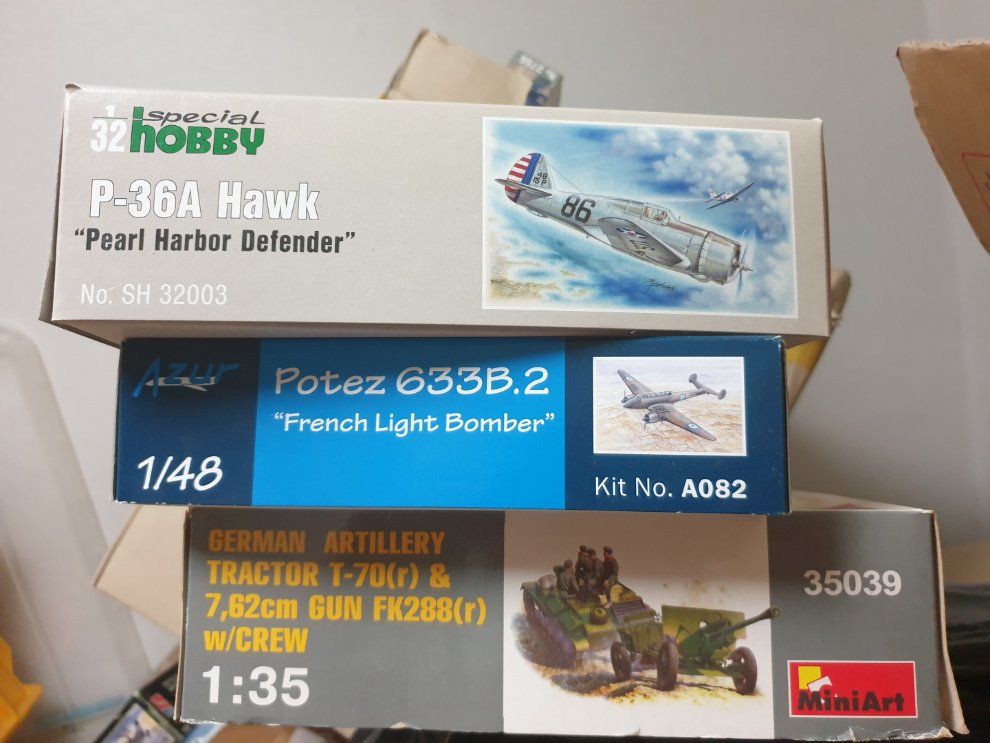 1/32 special hobby
P-36A Hawk
"Pearl Harbor Defender"
No. SH 32003
86
Azur
Potez 633B.2
"French Light Bomber"
1/48
Kit No. A082
GERMAN ARTILLERY
TRACTOR T-70(r) &
7,62cm GUN FK288(r)
w/CREW
1:35
35039
MiniArt